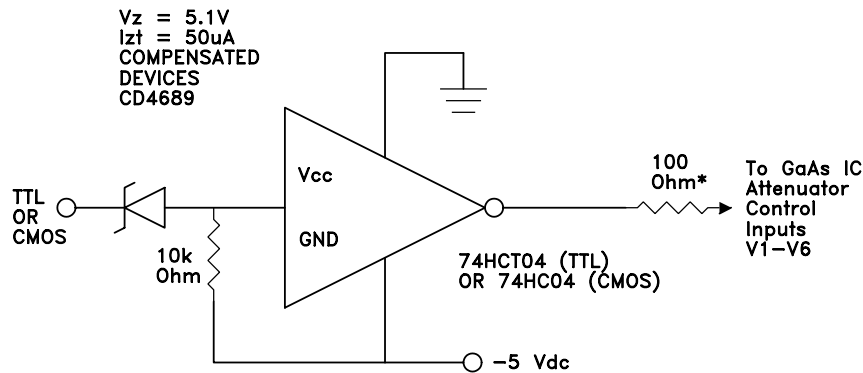 Vz = 5.1V
Izt = 50uA
COMPENSATED
DEVICES
CD4689
Vcc
GND
TTL
OR
CMOS
10k
Ohm
74HCT04 (TTL)
OR 74HC04 (CMOS)
100
Ohm*
To GaAs IC
Attenuator
Control
Inputs
V1-V6
-5 Vdc